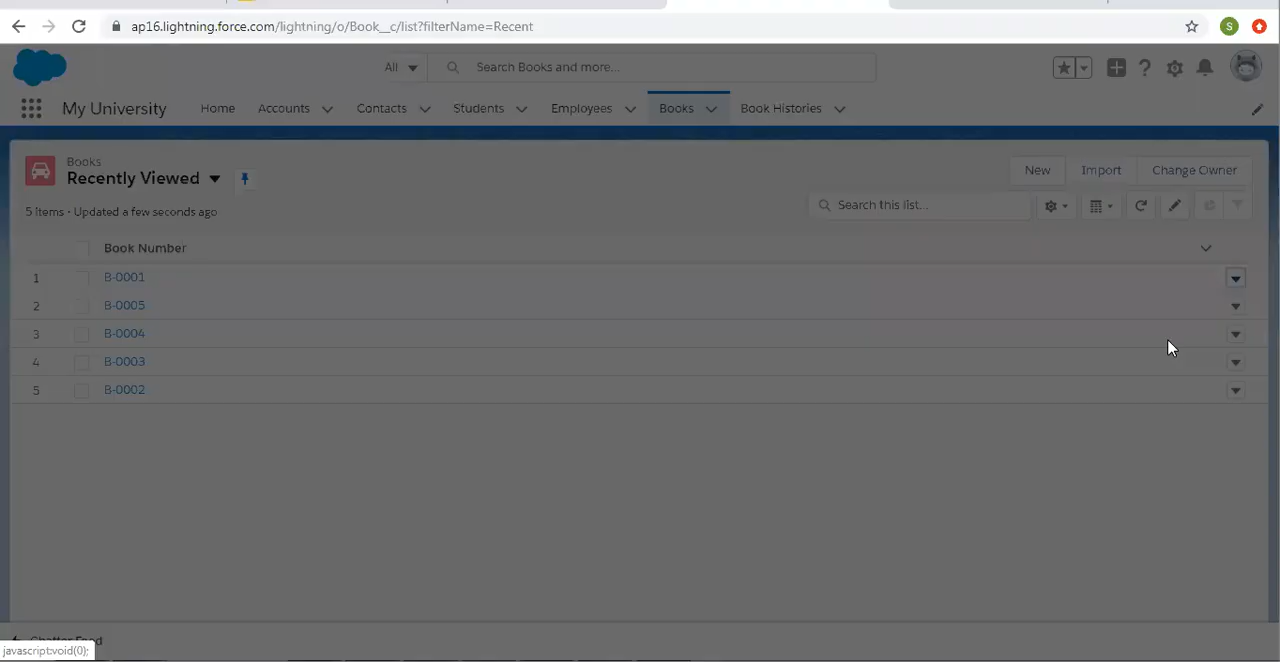 ap16.lightning.force.com/lightning/o/Book__c/list?filterName=Recent
S
All
Search Books and more...
My University
Home
Accounts
Contacts
Students
Employees
Books
Book Histories
Books
Recently Viewed
New
Import
Change Owner
5 items • Updated a few seconds ago
Search this list...
Book Number
1
B-0001
2
B-0005
3
B-0004
4
B-0003
5
B-0002
Chatter Feed
javascript:void(0);